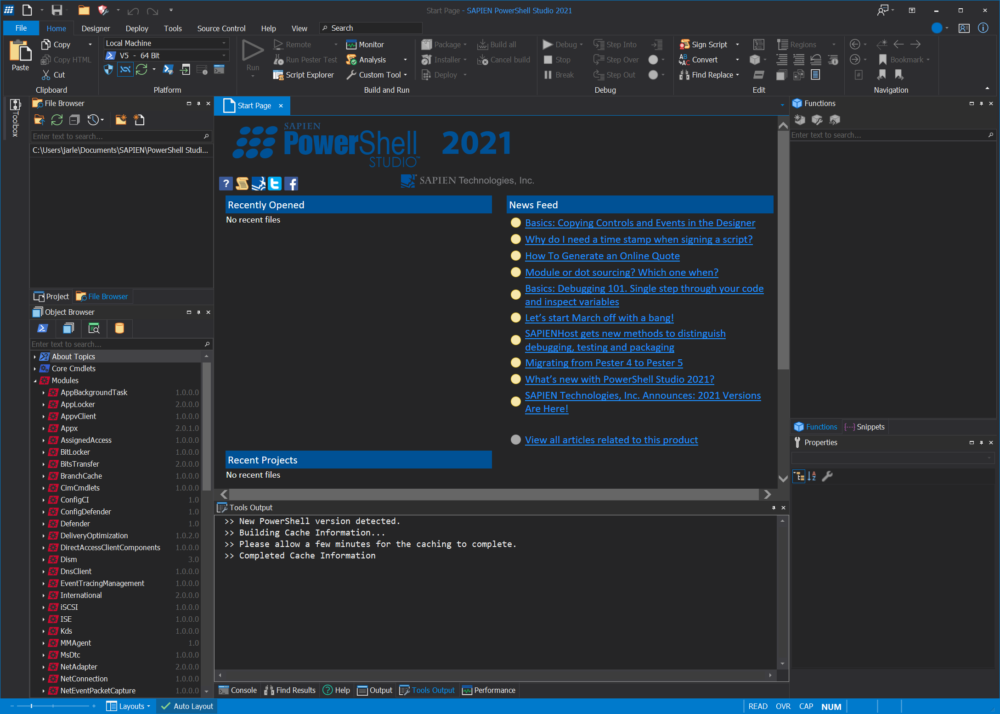 Start Page - SAPIEN PowerShell Studio 2021
File
Home
Designer
Deploy
Tools
Source Control
Help
View
Search
Paste
Copy
Copy HTML
Cut
Clipboard
Local Machine
V5 - 64 Bit
Platform
Run
Remote
Run Pester Test
Script Explorer
Monitor
Analysis
Custom Tool
Package
Installer
Deploy
Build all
Cancel build
Build and Run
Debug
Stop
Break
Step Into
Step Over
Step Out
Debug
Sign Script
Convert
Find Replace
Regions
Edit
Bookmark
Navigation
Toolbox
File Browser
Enter text to search...
C:\Users\jarle\Documents\SAPIEN\PowerShell Studi...
Project
File Browser
Object Browser
Enter text to search...
About Topics
Core Cmdlets
Modules
AppBackgroundTask 1.0.0.0
AppLocker 2.0.0.0
AppvClient 1.0.0.0
Appx 2.0.1.0
AssignedAccess 1.0.0.0
BitLocker 1.0.0.0
BitsTransfer 2.0.0.0
BranchCache 1.0.0.0
CimCmdlets 1.0.0.0
ConfigCI 1.0
ConfigDefender 1.0
Defender 1.0
DeliveryOptimization 1.0.2.0
DirectAccessClientComponents 1.0.0.0
Dism 3.0
DnsClient 1.0.0.0
EventTracingManagement 1.0.0.0
International 2.0.0.0
iSCSI 1.0.0.0
ISE 1.0.0.0
Kds 1.0.0.0
MMAgent 1.0
MsDtc 1.0.0.0
NetAdapter 2.0.0.0
NetConnection 1.0.0.0
NetEventPacketCapture 1.0.0.0
Start Page
SAPIEN
PowerShell 2021
STUDIO™
SAPIEN Technologies, Inc.
Recently Opened
No recent files
News Feed
Basics: Copying Controls and Events in the Designer
Why do I need a time stamp when signing a script?
How To Generate an Online Quote
Module or dot sourcing? Which one when?
Basics: Debugging 101. Single step through your code
and inspect variables
Let's start March off with a bang!
SAPIENHost gets new methods to distinguish
debugging, testing and packaging
Migrating from Pester 4 to Pester 5
What's new with PowerShell Studio 2021?
SAPIEN Technologies, Inc. Announces: 2021 Versions
Are Here!
View all articles related to this product
Recent Projects
No recent files
Tools Output
>> New PowerShell version detected.
>> Building Cache Information...
>> Please allow a few minutes for the caching to complete.
>> Completed Cache Information
Console
Find Results
Help
Output
Tools Output
Performance
Functions
Enter text to search...
Functions
Snippets
Properties
Layouts
Auto Layout
READ
OVR
CAP
NUM